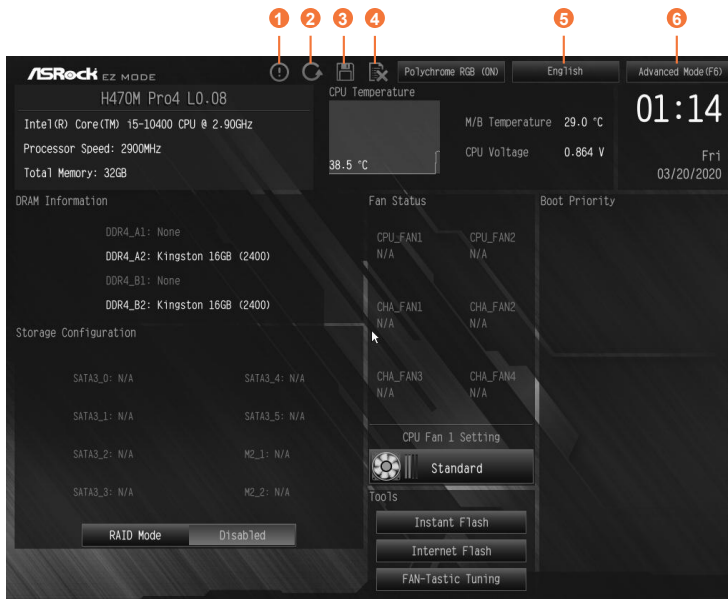 1 2 3 4 5 6
ASRock EZ MODE
Polychrome RGB (ON)
English
Advanced Mode(F6)
H470M Pro4 L0.08
Intel(R) Core(TM) i5-10400 CPU @ 2.90GHz
Processor Speed: 2900MHz
Total Memory: 32GB
CPU Temperature
38.5 °C
M/B Temperature 29.0 °C
CPU Voltage 0.864 V
01:14
Fri
03/20/2020
DRAM Information
DDR4_A1: None
DDR4_A2: Kingston 16GB (2400)
DDR4_B1: None
DDR4_B2: Kingston 16GB (2400)
Storage Configuration
SATA3_0: N/A SATA3_4: N/A
SATA3_1: N/A SATA3_5: N/A
SATA3_2: N/A M2_1: N/A
SATA3_3: N/A M2_2: N/A
RAID Mode Disabled
Fan Status
CPU_FAN1 CPU_FAN2
N/A N/A
CHA_FAN1 CHA_FAN2
N/A N/A
CHA_FAN3 CHA_FAN4
N/A N/A
CPU Fan 1 Setting
Standard
Tools
Instant Flash
Internet Flash
FAN-Tastic Tuning
Boot Priority